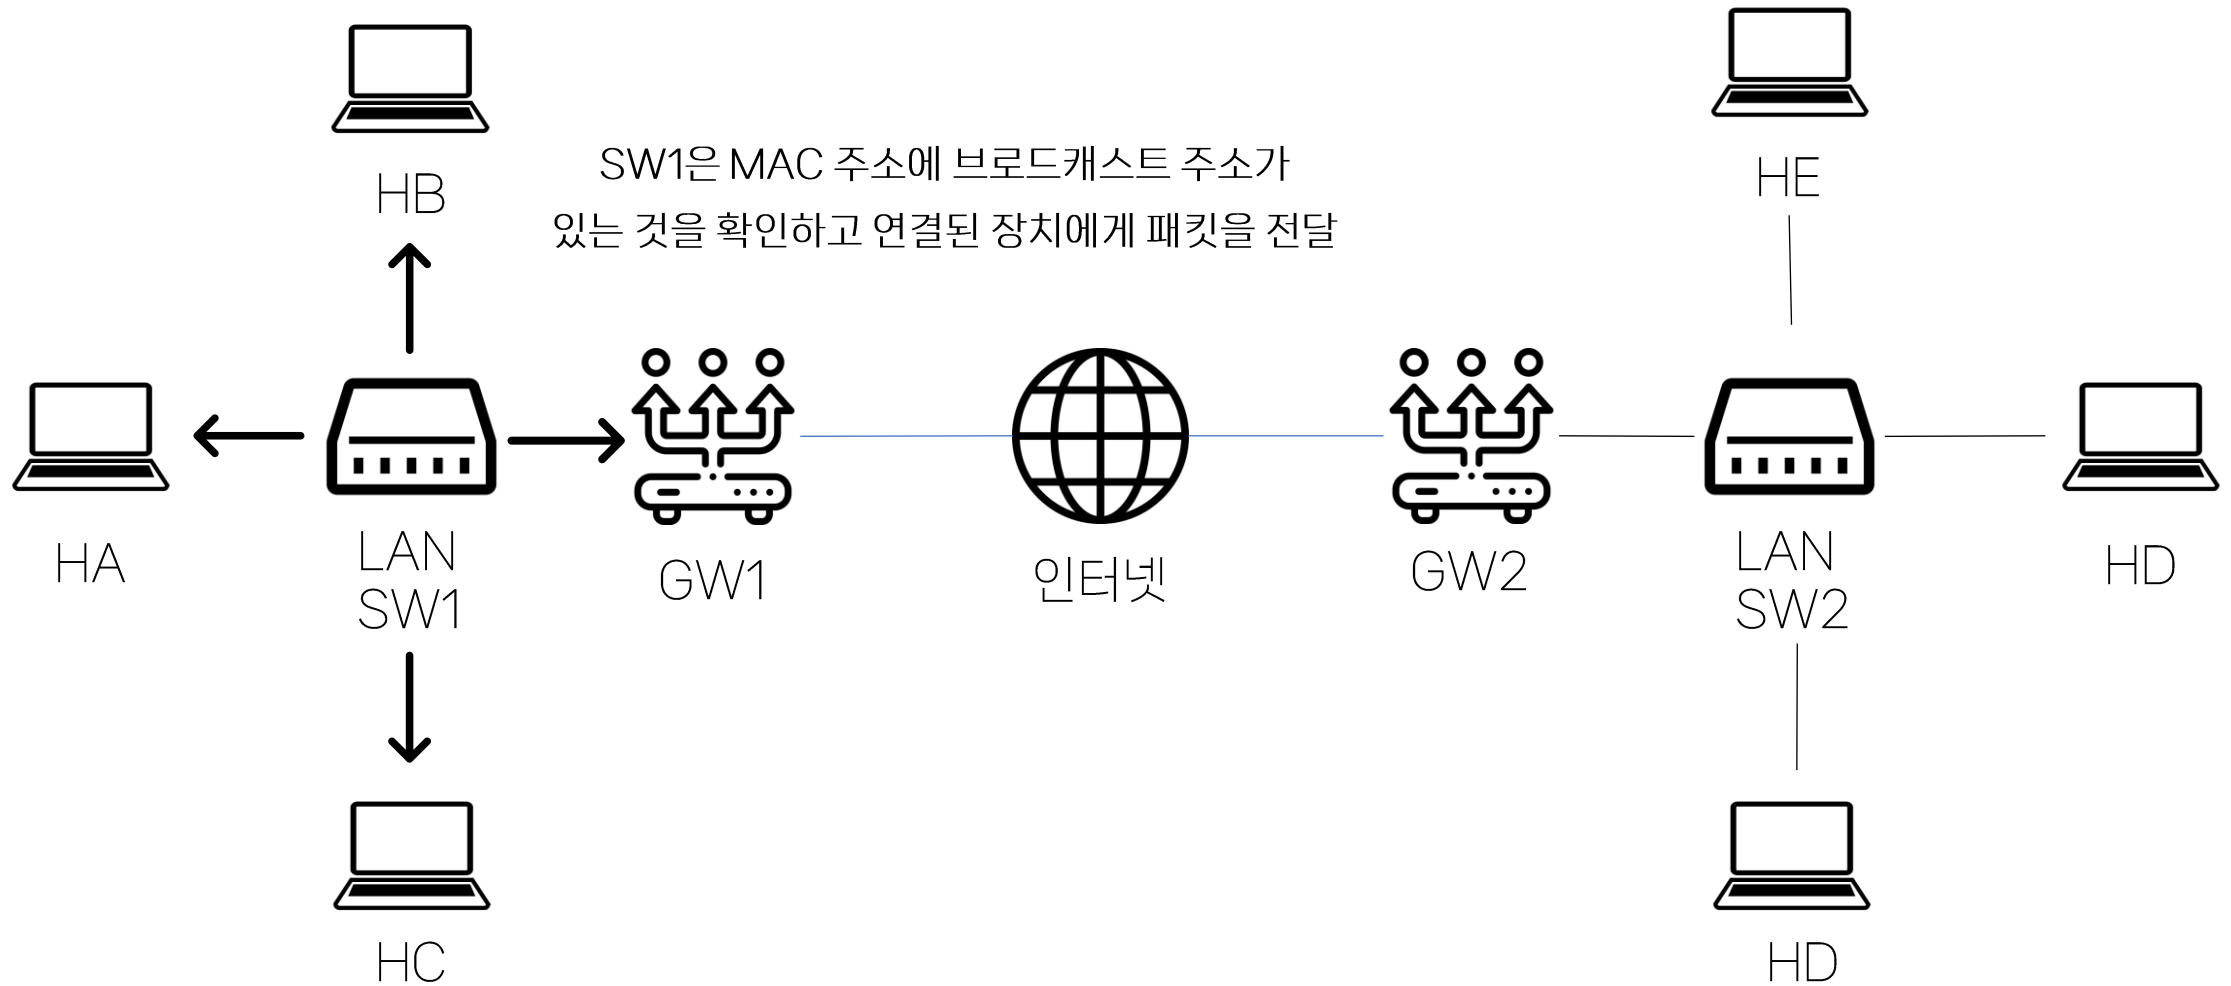 HB
SW1은 MAC 주소에 브로드캐스트 주소가
있는 것을 확인하고 연결된 장치에게 패킷을 전달
HE
HA
LAN
SW1
GW1
인터넷
GW2
LAN
SW2
HD
HC
HD